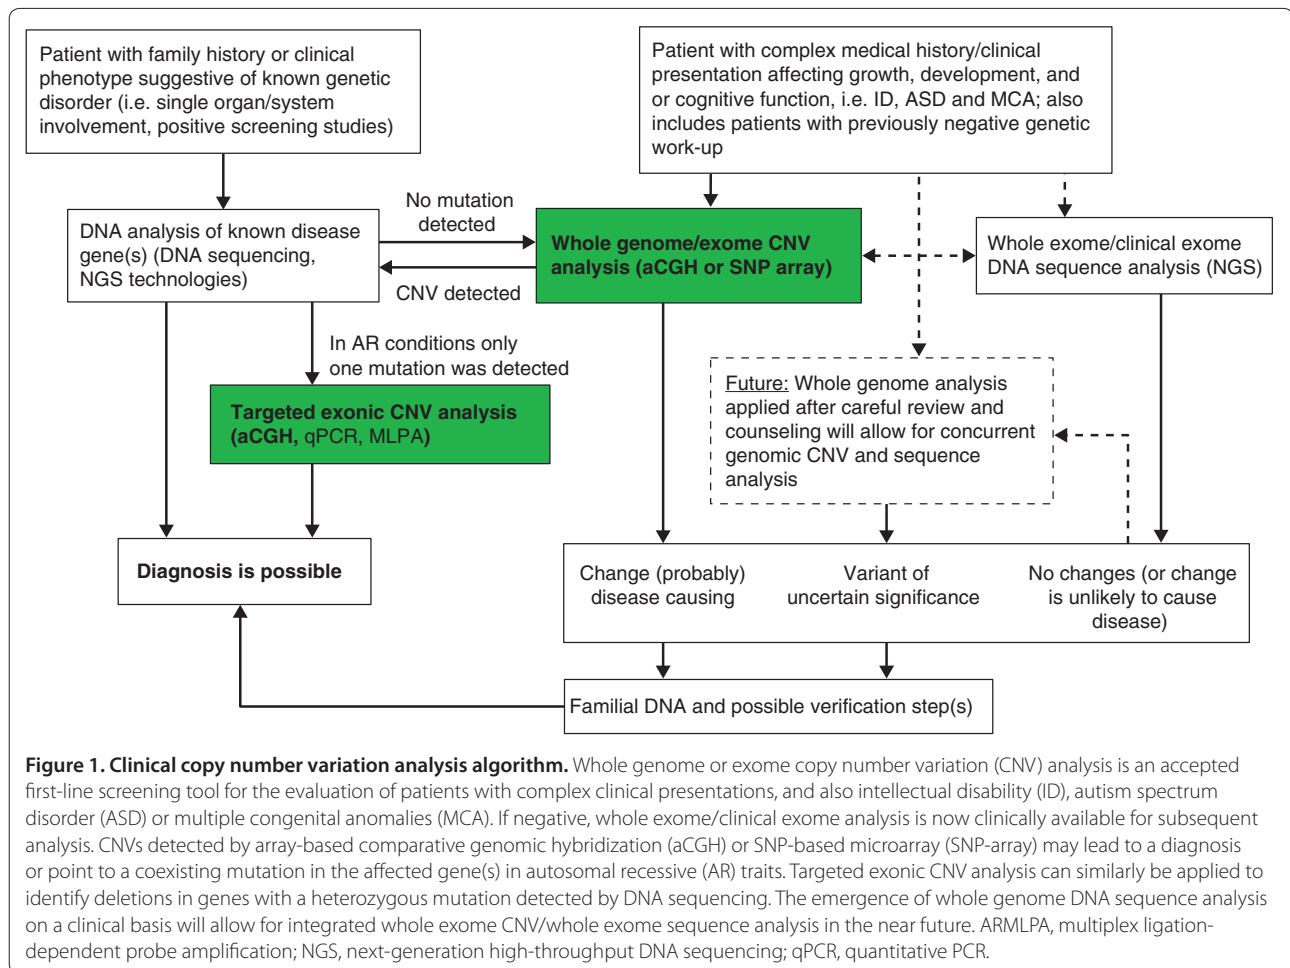 Patient with family history or clinical
phenotype suggestive of known genetic
disorder (i.e. single organ/system
involvement, positive screening studies)
Patient with complex medical history/clinical
presentation affecting growth, development, and
or cognitive function, i.e. ID, ASD and MCA; also
includes patients with previously negative genetic
work-up
DNA analysis of known disease
gene(s) (DNA sequencing,
NGS technologies)
No mutation
detected
CNV detected
Whole genome/exome CNV
analysis (aCGH or SNP array)
Whole exome/clinical exome
DNA sequence analysis (NGS)
In AR conditions only
one mutation was detected
Targeted exonic CNV analysis
(aCGH, qPCR, MLPA)
Future: Whole genome analysis
applied after careful review and
counseling will allow for concurrent
genomic CNV and sequence
analysis
Diagnosis is possible
Change (probably)
disease causing
Variant of
uncertain significance
No changes (or change
is unlikely to cause
disease)
Familial DNA and possible verification step(s)
Figure 1. Clinical copy number variation analysis algorithm. Whole genome or exome copy number variation (CNV) analysis is an accepted
first-line screening tool for the evaluation of patients with complex clinical presentations, and also intellectual disability (ID), autism spectrum
disorder (ASD) or multiple congenital anomalies (MCA). If negative, whole exome/clinical exome analysis is now clinically available for subsequent
analysis. CNVs detected by array-based comparative genomic hybridization (aCGH) or SNP-based microarray (SNP-array) may lead to a diagnosis
or point to a coexisting mutation in the affected gene(s) in autosomal recessive (AR) traits. Targeted exonic CNV analysis can similarly be applied to
identify deletions in genes with a heterozygous mutation detected by DNA sequencing. The emergence of whole genome DNA sequence analysis
on a clinical basis will allow for integrated whole exome CNV/whole exome sequence analysis in the near future. ARMLPA, multiplex ligation-
dependent probe amplification; NGS, next-generation high-throughput DNA sequencing; qPCR, quantitative PCR.